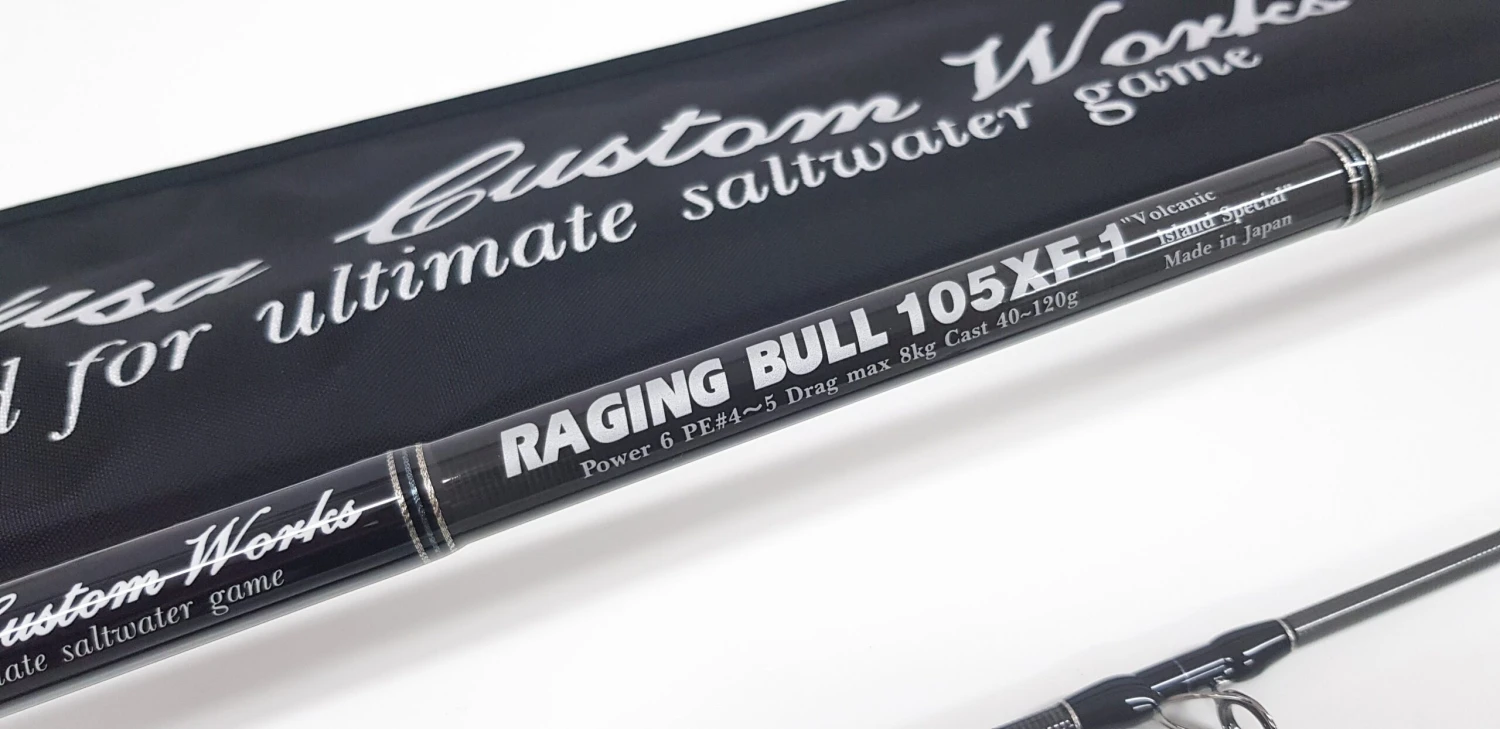 Custom Works
for ultimate saltwater game
RAGING BULL 105XF-1
"Volcanic
Island Special"
Power 6 PE#4~5 Drag max 8kg Cast 40~120g
Made in Japan
Custom Works
saltwater game